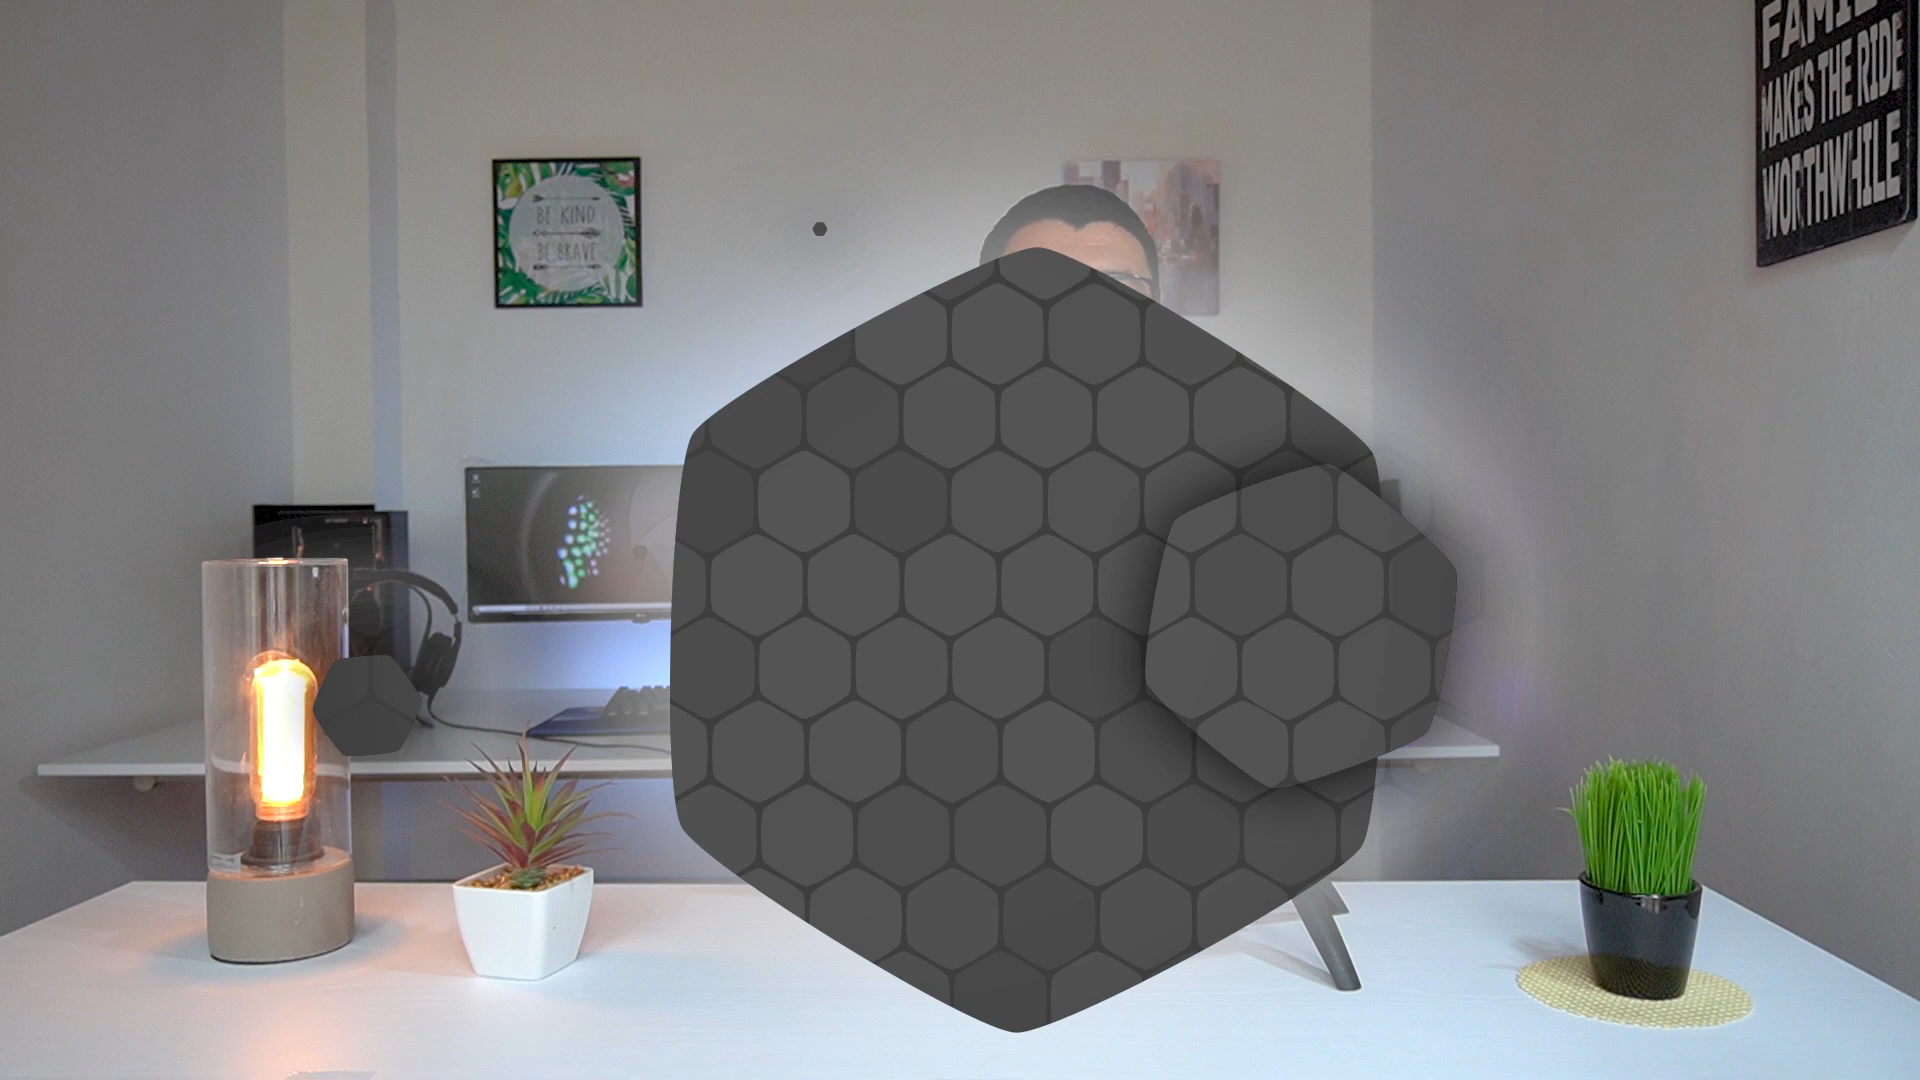 BE KIND
BE BRAVE
MAKES THE RIDE
WORTHWHILE